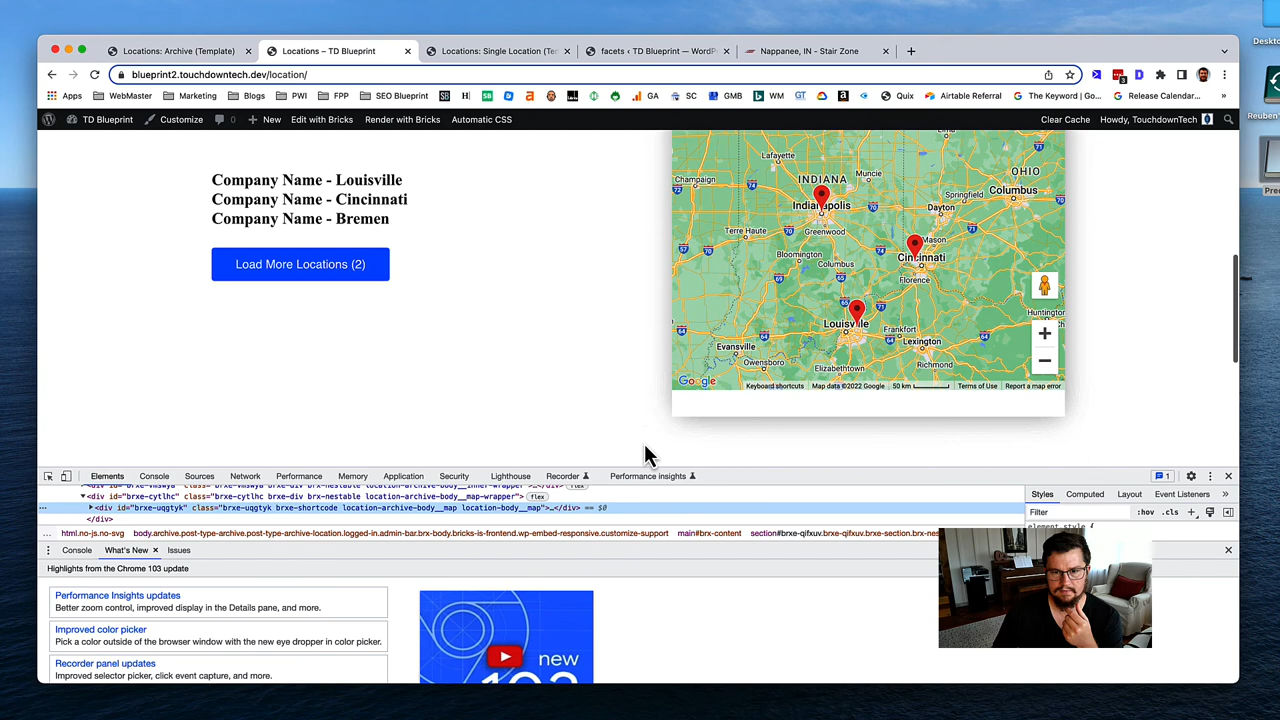 Desktop
Locations: Archive (Template)
Locations – TD Blueprint
Locations: Single Location (Tem
facets ‹ TD Blueprint — WordPr
Nappanee, IN - Stair Zone
blueprint2.touchdowntech.dev/location/
Reuben'
Apps
WebMaster
Marketing
Blogs
PWI
FPP
SEO Blueprint
GA
SC
GMB
WM
Quix
Airtable Referral
The Keyword | Go...
Release Calendar...
TD Blueprint
Customize
0
New
Edit with Bricks
Render with Bricks
Automatic CSS
Clear Cache
Howdy, TouchdownTech
Company Name - Louisville
Company Name - Cincinnati
Company Name - Bremen
Load More Locations (2)
Lafayette
Champaign
INDIANA
Muncie
OHIO
Columbus
Indianapolis
Springfield
Dayton
Terre Haute
Greenwood
Bloomington
Mason
Cincinnati
Columbus
Florence
Huntington
Louisville
Frankfort
Evansville
Lexington
Owensboro
Elizabethtown
Richmond
Google
Keyboard shortcuts
Map data ©2022 Google
50 km
Terms of Use
Report a map error
Elements
Console
Sources
Network
Performance
Memory
Application
Security
Lighthouse
Recorder
Performance insights
1
<div id="brxe-cytlhc" class="brxe-cytlhc brxe-div brx-nestable location-archive-body__map-wrapper"> flex
<div id="brxe-uqgtyk" class="brxe-uqgtyk brxe-shortcode location-archive-body__map location-body__map">…</div> == $0
</div>
Styles
Computed
Layout
Event Listeners
Filter
:hov
.cls
element.style {
html.no-js.no-svg
body.archive.post-type-archive.post-type-archive-location.logged-in.admin-bar.brx-body.bricks-is-frontend.wp-embed-responsive.customize-support
main#brx-content
section#brxe-qifxuv.brxe-qifxuv.brxe-section.brx-nes
Console
What's New
Issues
Highlights from the Chrome 103 update
Performance Insights updates
Better zoom control, improved display in the Details pane, and more.
Improved color picker
Pick a color outside of the browser window with the new eye dropper in color picker.
Recorder panel updates
Improved selector picker, click event capture, and more.
new
103